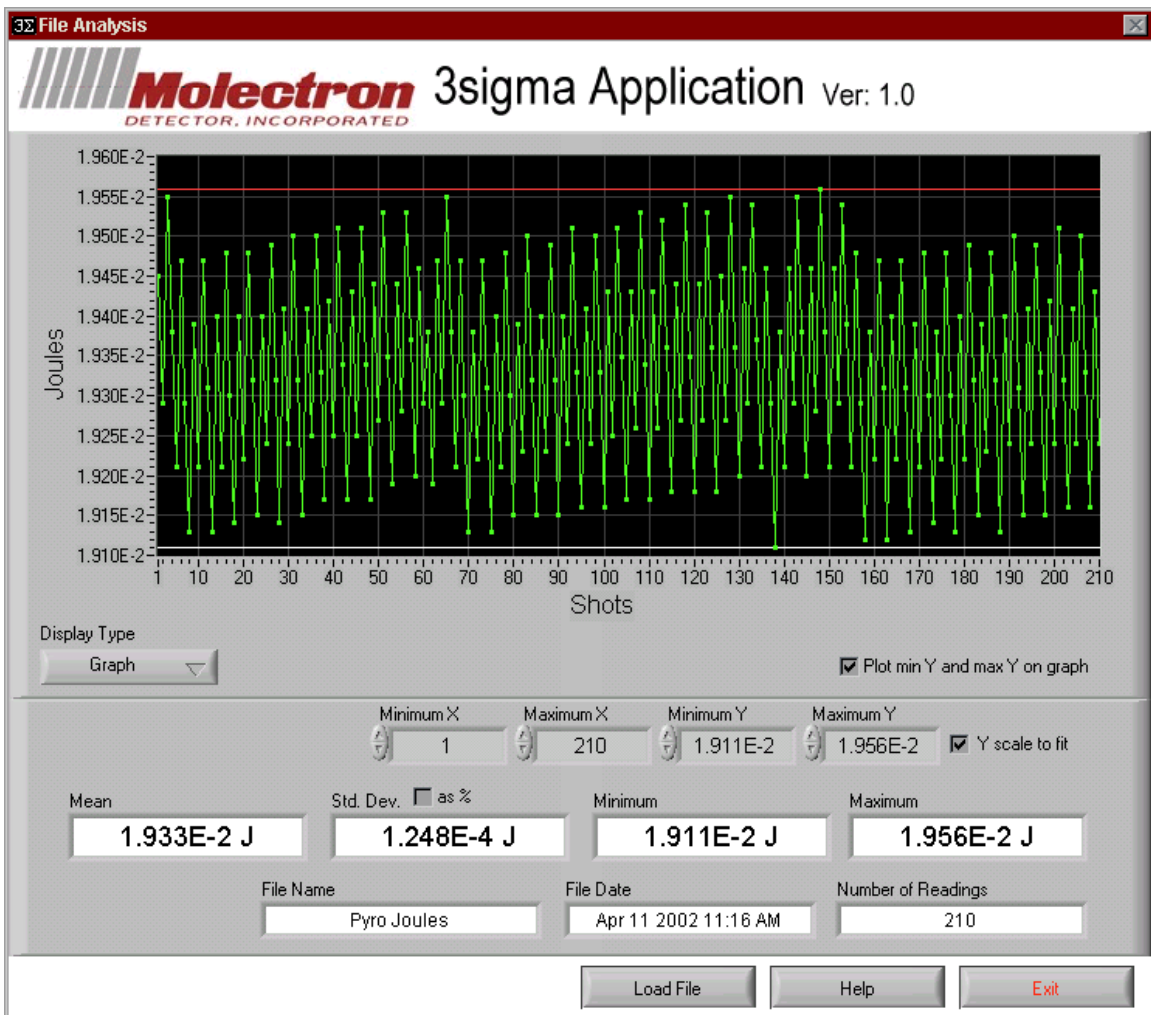 3Σ File Analysis
Molectron
DETECTOR, INCORPORATED
3sigma Application Ver: 1.0
1.960E-2
1.955E-2
1.950E-2
1.945E-2
1.940E-2
1.935E-2
1.930E-2
1.925E-2
1.920E-2
1.915E-2
1.910E-2
Joules
1 10 20 30 40 50 60 70 80 90 100 110 120 130 140 150 160 170 180 190 200 210
Shots
Display Type
Graph
Plot min Y and max Y on graph
Minimum X Maximum X Minimum Y Maximum Y
1 210 1.911E-2 1.956E-2 Y scale to fit
Mean Std. Dev. as % Minimum Maximum
1.933E-2 J 1.248E-4 J 1.911E-2 J 1.956E-2 J
File Name File Date Number of Readings
Pyro Joules Apr 11 2002 11:16 AM 210
Load File Help Exit